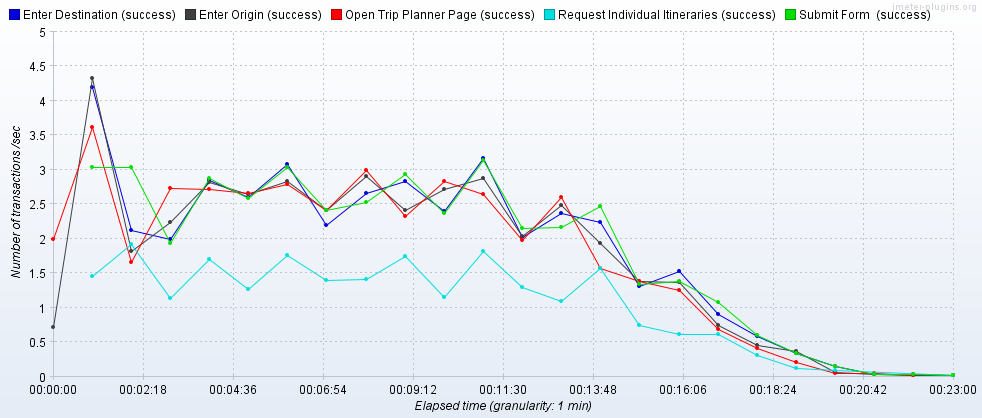 jmeter-plugins.org
Enter Destination (success) Enter Origin (success) Open Trip Planner Page (success) Request Individual Itineraries (success) Submit Form (success)
5
4.5
4
3.5
3
2.5
2
1.5
1
0.5
0
Number of transactions /sec
00:00:00 00:02:18 00:04:36 00:06:54 00:09:12 00:11:30 00:13:48 00:16:06 00:18:24 00:20:42 00:23:00
Elapsed time (granularity: 1 min)